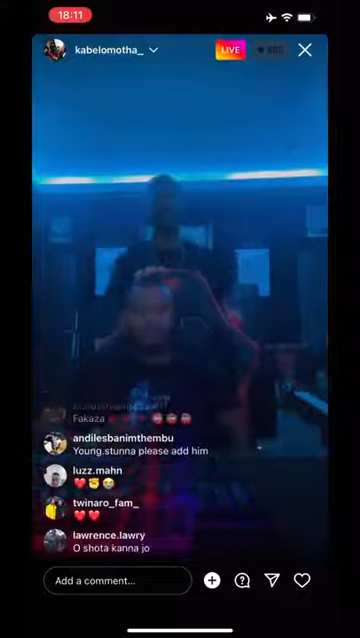 18:11
kabelomotha_
LIVE
Fakaza
andilesbanimthembu
Young.stunna please add him
luzz.mahn
twinaro_fam_
lawrence.lawry
O shota kanna jo
Add a comment...